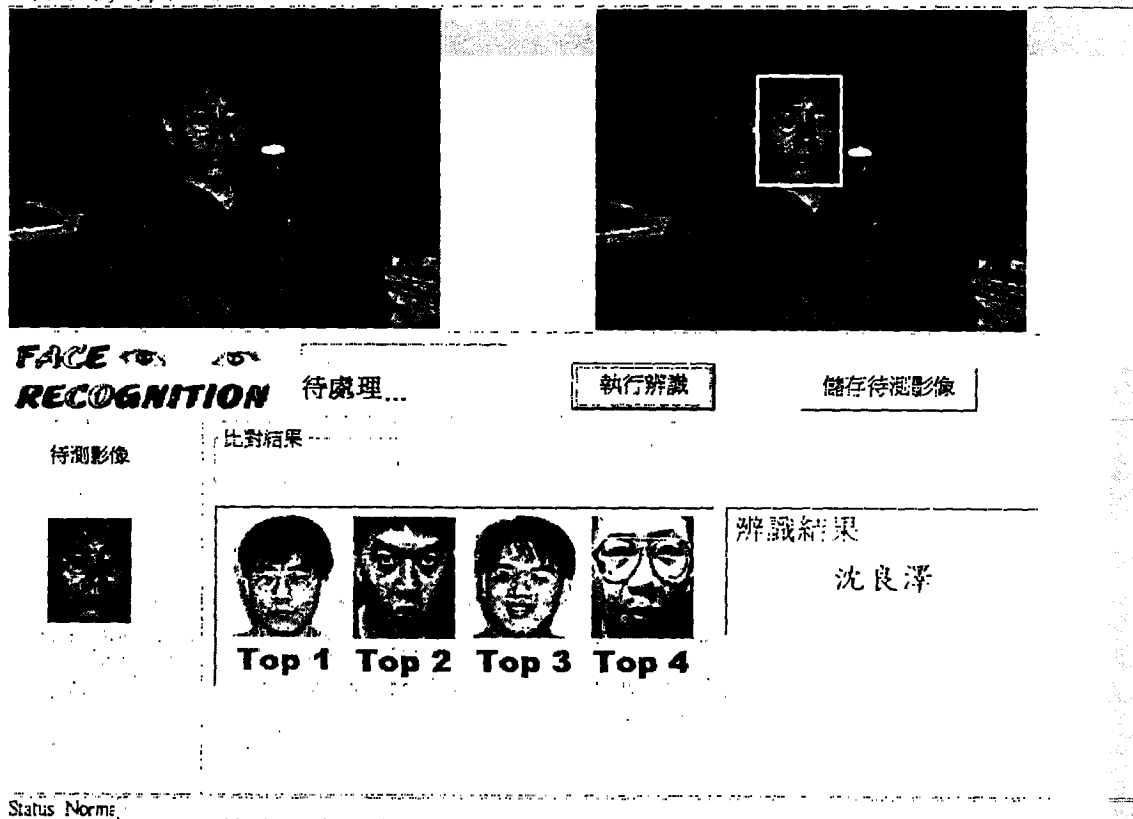 FACE
RECOGNITION
待處理...
執行辨識
儲存待測影像
待測影像
比對結果
辨識結果
沈良澤
Top 1 Top 2 Top 3 Top 4
Status Norma